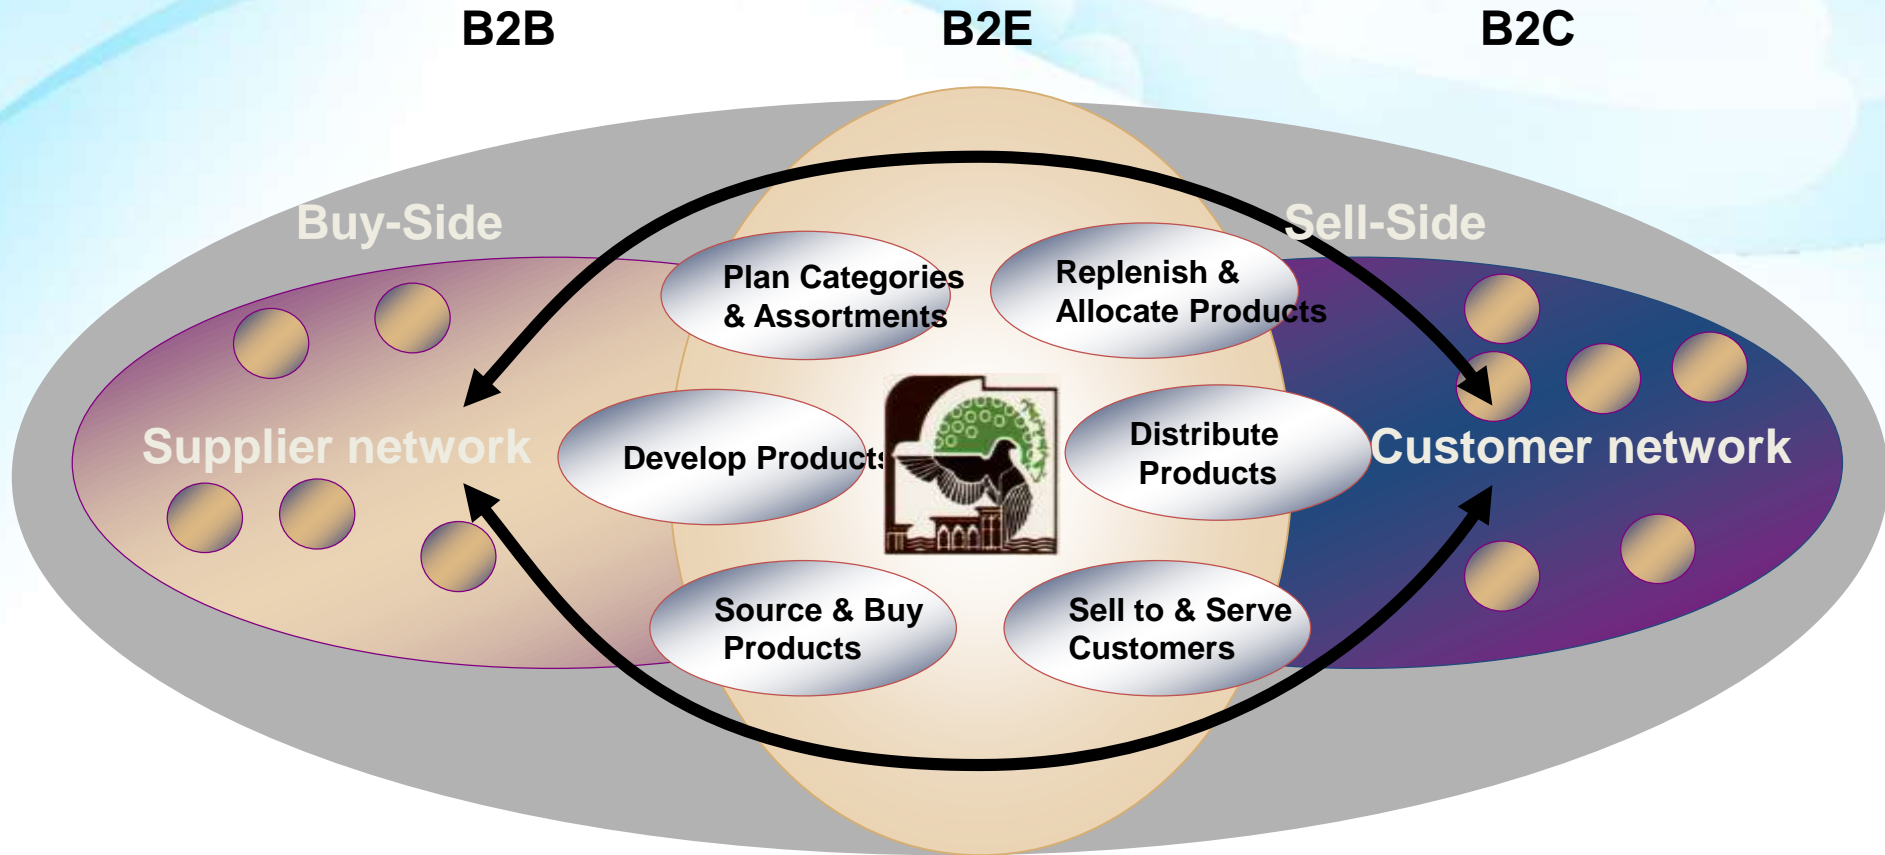 B2B
B2E
B2C
Buy-Side
Sell-Side
Plan Categories
& Assortments
Replenish &
Allocate Products
Supplier network
Develop Products
Distribute
Products
Customer network
Source & Buy
Products
Sell to & Serve
Customers